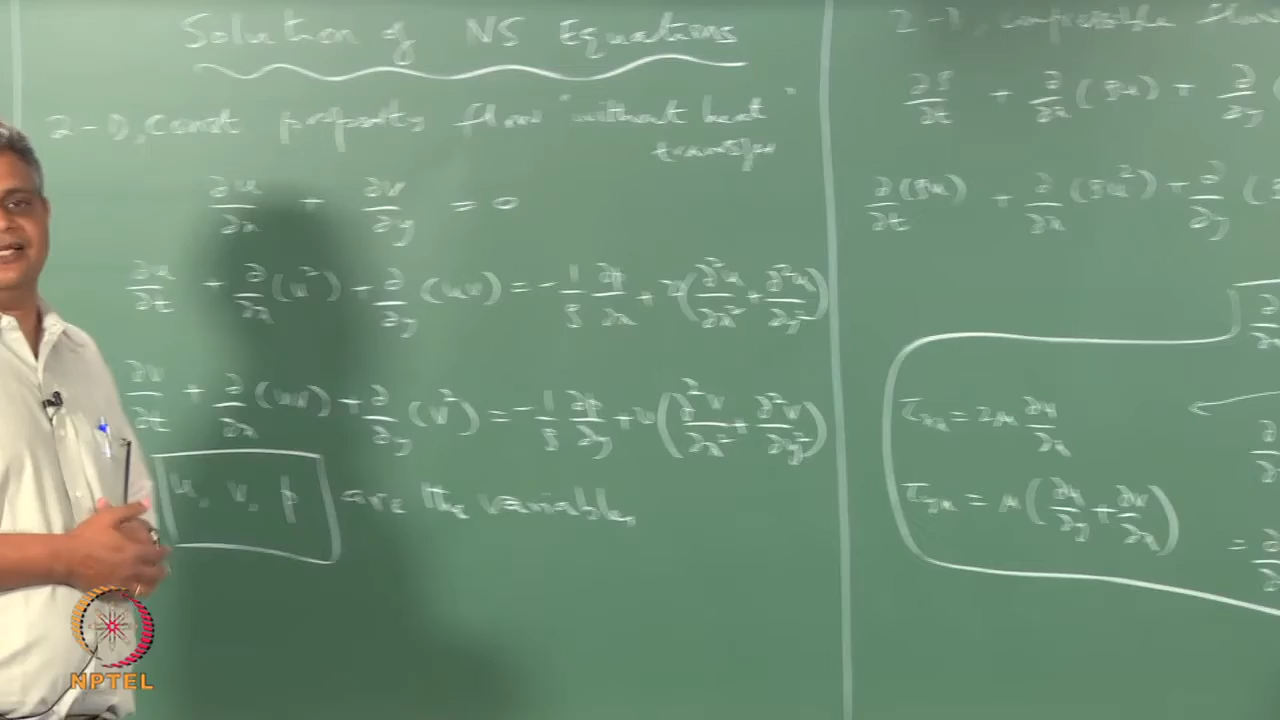 Solution of NS Equations
2-D, Const property flow "without heat transfer"
∂u/∂x + ∂v/∂y = 0
∂u/∂t + ∂/∂x (u²) + ∂/∂y (uv) = -1/ρ ∂p/∂x + ν(∂²u/∂x² + ∂²u/∂y²)
∂v/∂t + ∂/∂x (uv) + ∂/∂y (v²) = -1/ρ ∂p/∂y + ν(∂²v/∂x² + ∂²v/∂y²)
u, v, p are the variables
2-D, compressible flow
∂ρ/∂t + ∂/∂x (ρu) + ∂/∂y (
∂/∂t (ρu) + ∂/∂x (ρu²) + ∂/∂y (ρ
τxx = 2μ ∂u/∂x
τyx = μ(∂u/∂y + ∂v/∂x)
NPTEL